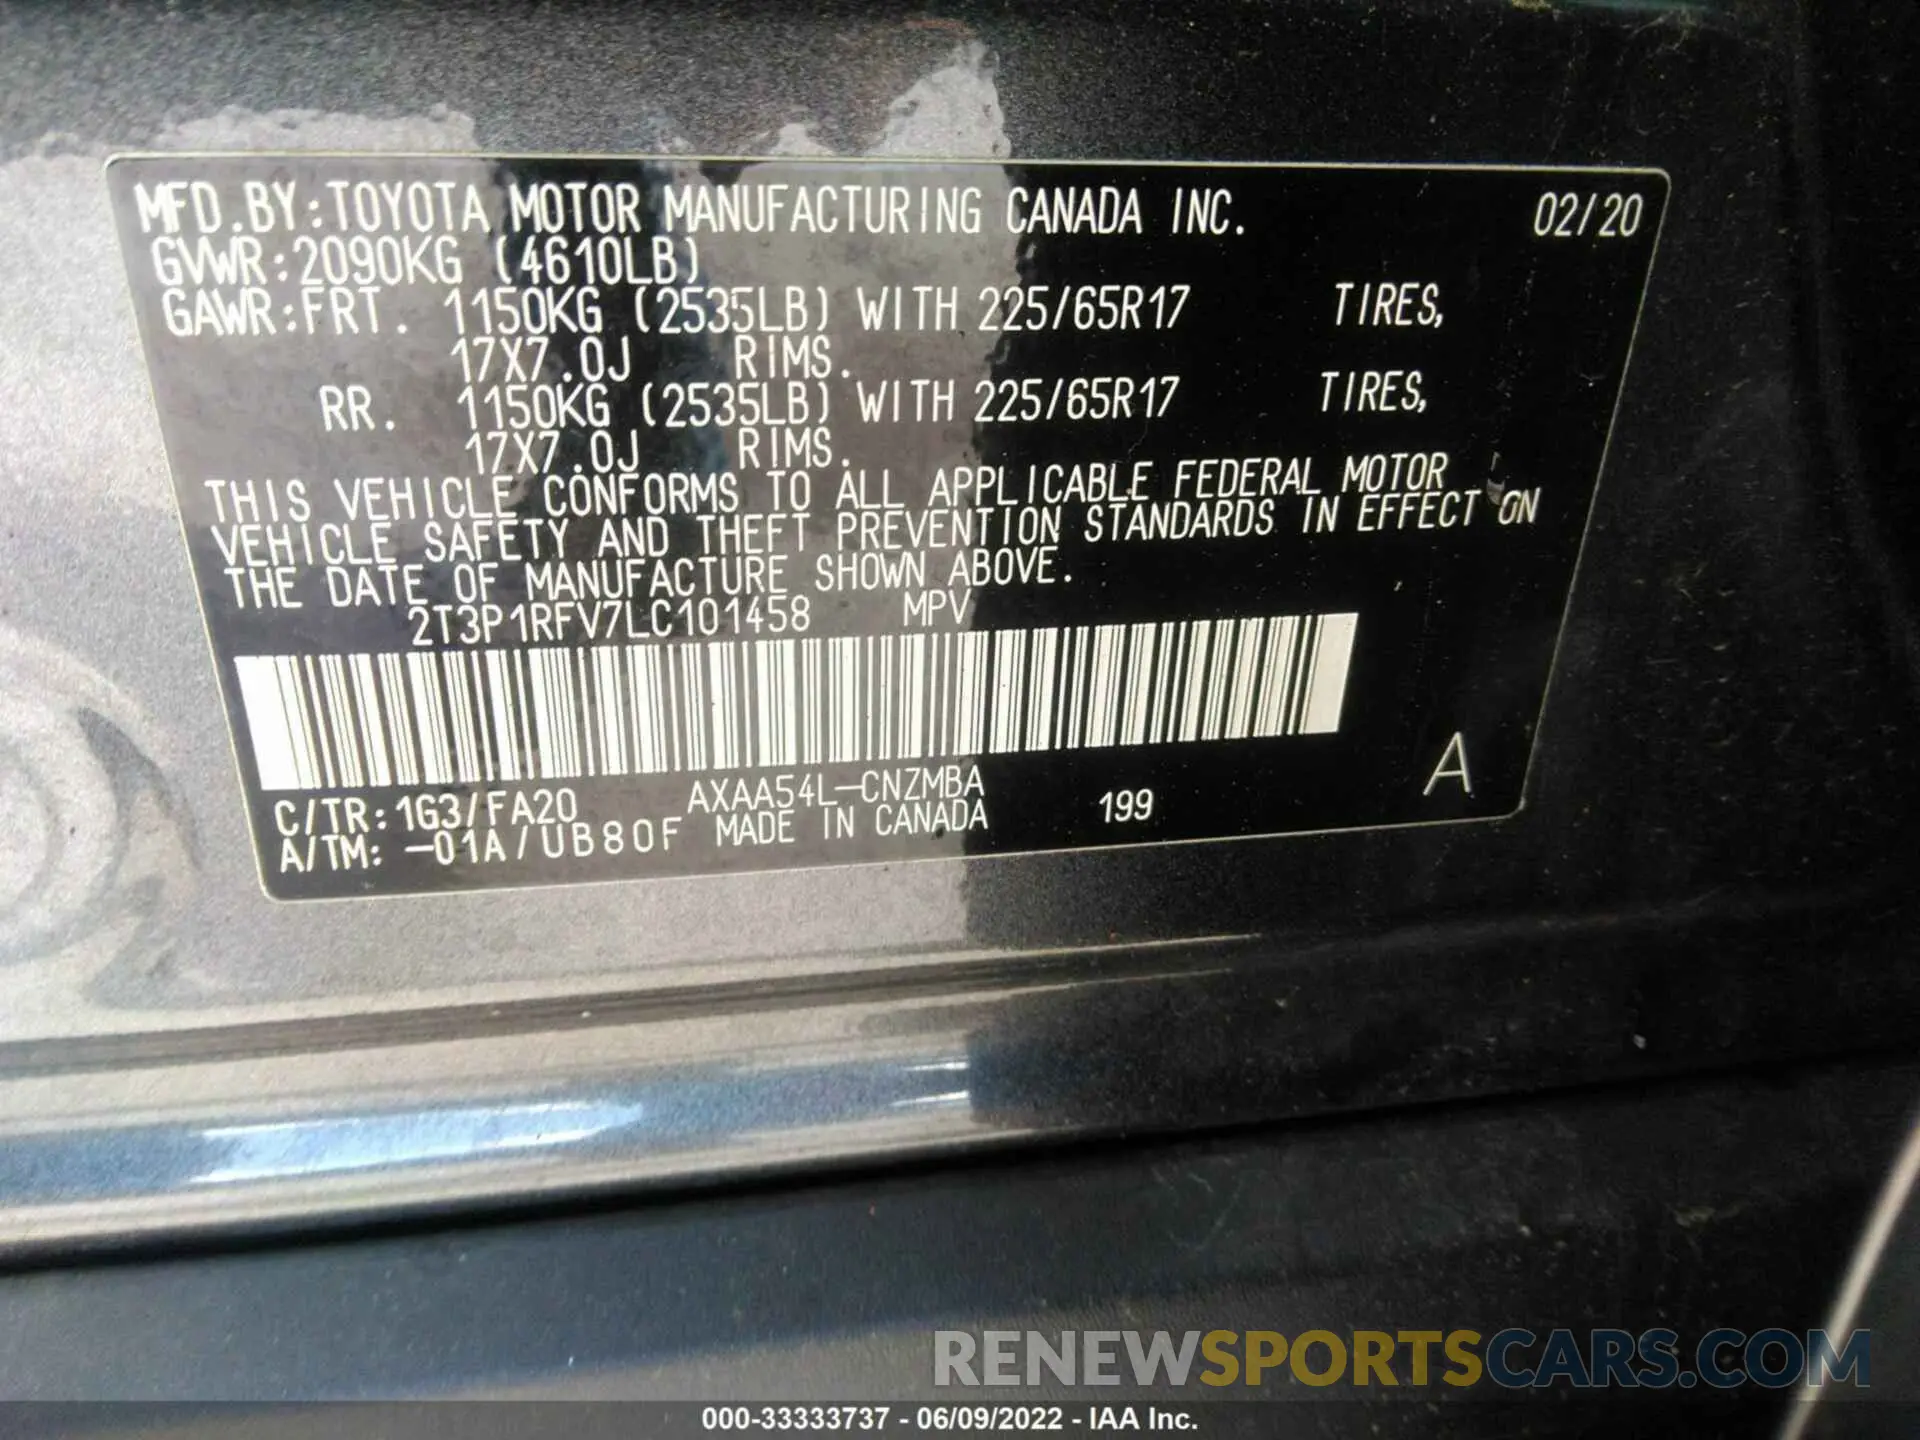 MFD.BY:TOYOTA MOTOR MANUFACTURING CANADA INC. 02/20
GVWR:2090KG (4610LB)
GAWR:FRT. 1150KG (2535LB) WITH 225/65R17 TIRES,
17X7.0J RIMS.
RR. 1150KG (2535LB) WITH 225/65R17 TIRES,
17X7.0J RIMS.
THIS VEHICLE CONFORMS TO ALL APPLICABLE FEDERAL MOTOR
VEHICLE SAFETY AND THEFT PREVENTION STANDARDS IN EFFECT ON
THE DATE OF MANUFACTURE SHOWN ABOVE.
2T3P1RFV7LC101458 MPV
C/TR:1G3/FA20 AXAA54L-CNZMBA 199 A
A/TM:-01A/UB80F MADE IN CANADA
RENEWSPORTSCARS.COM
000-33333737 - 06/09/2022 - IAA Inc.